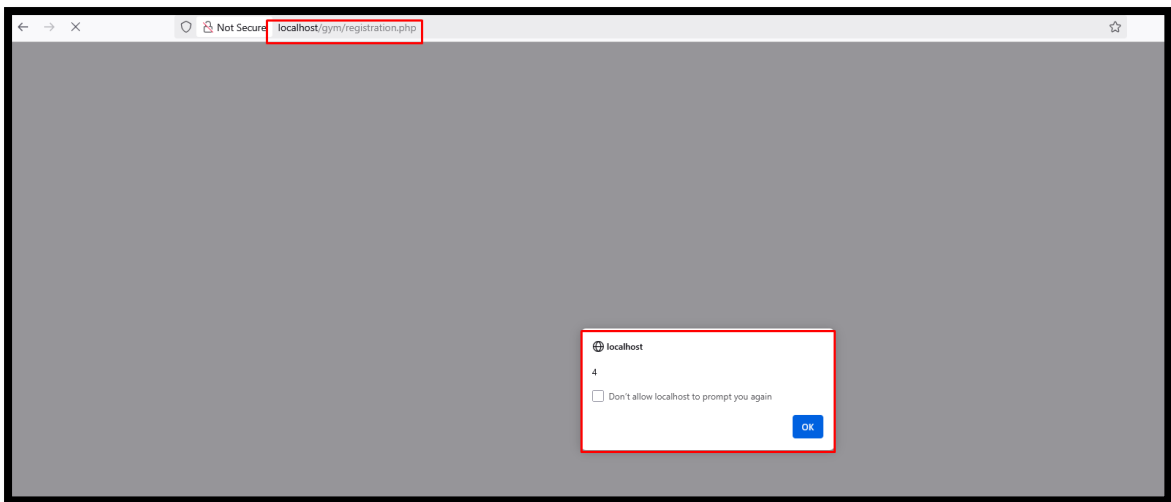 Not Secure localhost/gym/registration.php
localhost
4
Don't allow localhost to prompt you again
OK